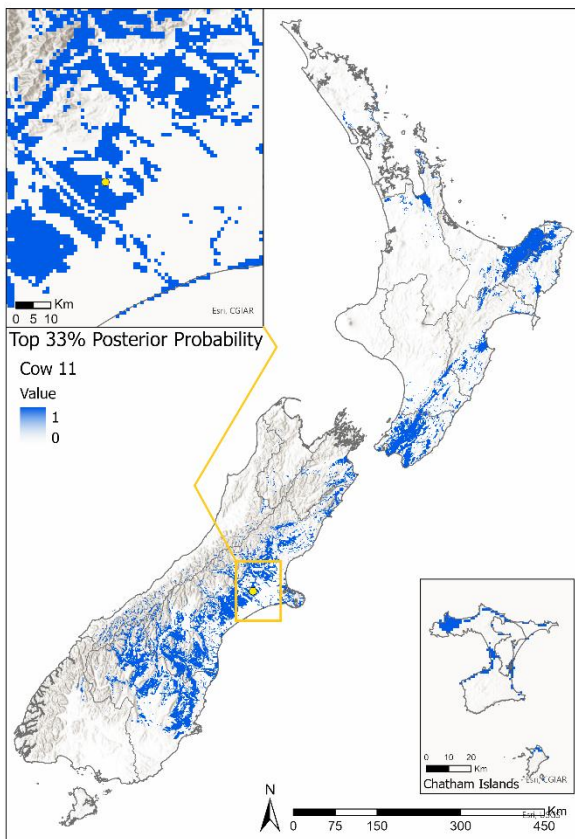 Km
0 5 10
Esri, CGIAR
Top 33% Posterior Probability
Cow 11
Value
1
0
0 10 20
Km
Esri, CGIAR
Chatham Islands
N
Km
0 75 150 300 450